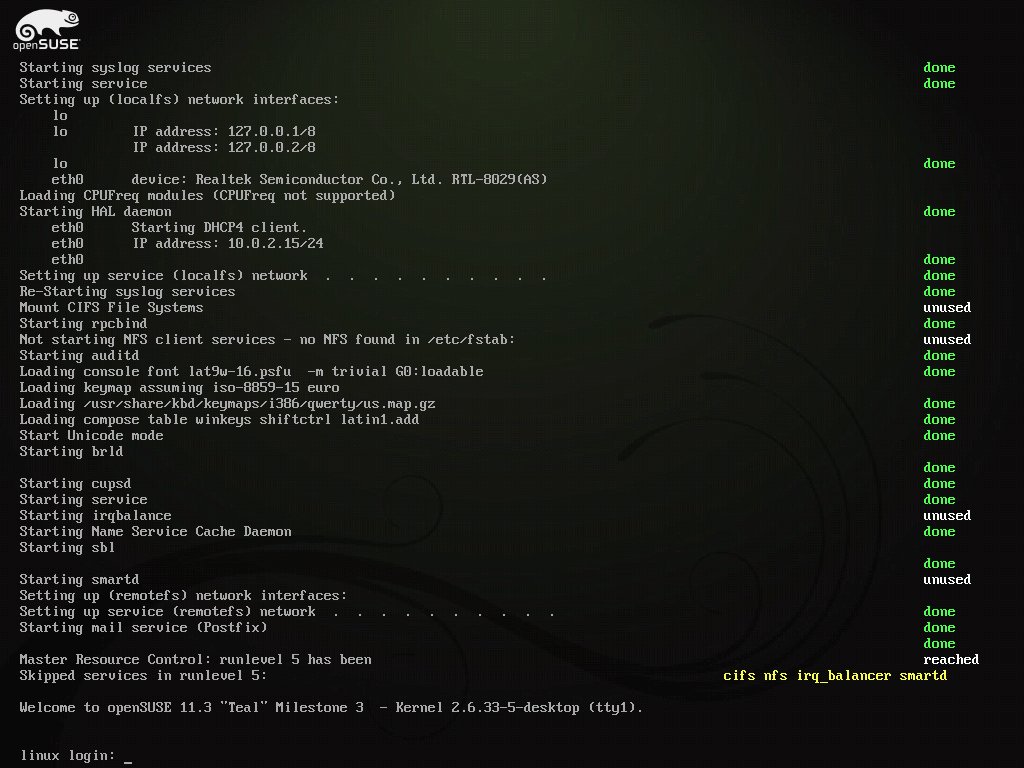 openSUSE
Starting syslog services done
Starting service done
Setting up (localfs) network interfaces:
lo
lo IP address: 127.0.0.1/8
IP address: 127.0.0.2/8
lo done
eth0 device: Realtek Semiconductor Co., Ltd. RTL-8029(AS)
Loading CPUFreq modules (CPUFreq not supported)
Starting HAL daemon done
eth0 Starting DHCP4 client.
eth0 IP address: 10.0.2.15/24
eth0 done
Setting up service (localfs) network . . . . . . . . . . done
Re-Starting syslog services done
Mount CIFS File Systems unused
Starting rpcbind done
Not starting NFS client services - no NFS found in /etc/fstab: unused
Starting auditd done
Loading console font lat9w-16.psfu -m trivial G0:loadable done
Loading keymap assuming iso-8859-15 euro
Loading /usr/share/kbd/keymaps/i386/qwerty/us.map.gz done
Loading compose table winkeys shiftctrl latin1.add done
Start Unicode mode done
Starting brld
done
Starting cupsd done
Starting service done
Starting irqbalance unused
Starting Name Service Cache Daemon done
Starting sbl
done
Starting smartd unused
Setting up (remotefs) network interfaces:
Setting up service (remotefs) network . . . . . . . . . . done
Starting mail service (Postfix) done
done
Master Resource Control: runlevel 5 has been reached
Skipped services in runlevel 5: cifs nfs irq_balancer smartd
Welcome to openSUSE 11.3 "Teal" Milestone 3 - Kernel 2.6.33-5-desktop (tty1).
linux login: _